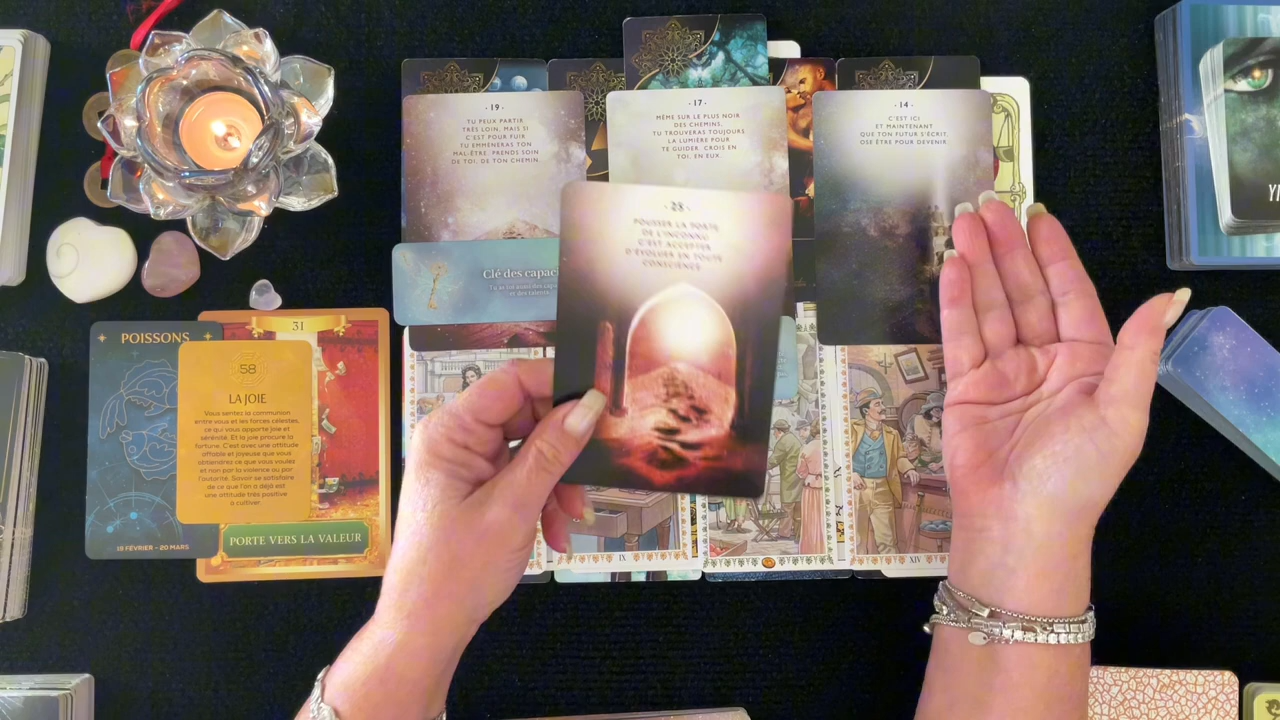 · 19 ·
TU PEUX PARTIR
TRÈS LOIN, MAIS SI
C'EST POUR FUIR
TU EMMÈNERAS TON
MAL-ÊTRE. PRENDS SOIN
DE TOI, DE TON CHEMIN.
· 17 ·
MÊME SUR LE PLUS NOIR
DES CHEMINS,
TU TROUVERAS TOUJOURS
LA LUMIÈRE POUR
TE GUIDER. CROIS EN
TOI, EN EUX.
· 14 ·
C'EST ICI
ET MAINTENANT
QUE TON FUTUR S'ÉCRIT.
OSE ÊTRE POUR DEVENIR.
· 28 ·
POUSSER LA PORTE
DE L'INCONNU
C'EST ACCEPTER
D'ÉVOLUER EN TOUTE
CONSCIENCE
Clé des capac
et des talents
POISSONS
19 FÉVRIER - 20 MARS
31
PORTE VERS LA VALEUR
58
LA JOIE
Vous sentez la communion
entre vous et les forces célestes,
ce qui vous apporte joie et
sérénité. Et la joie procure la
fortune. C'est avec une attitude
affable et joyeuse que vous
obtiendrez ce que vous voulez
et non par la violence ou par
l'autorité. Savoir se satisfaire
de ce que l'on a déjà est
une attitude très positive
à cultiver.
IX
XIV